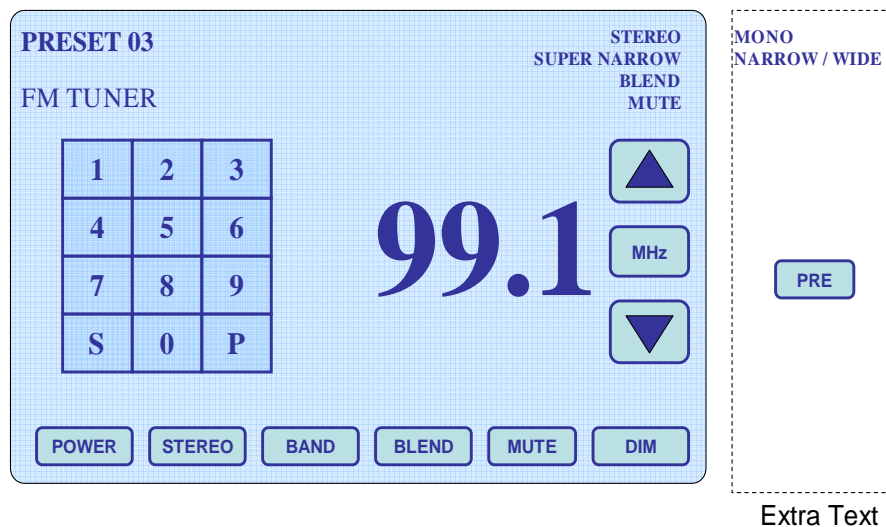 PRESET 03
FM TUNER
STEREO
SUPER NARROW
BLEND
MUTE
1 2 3
4 5 6
7 8 9
S 0 P
99.1
MHz
POWER STEREO BAND BLEND MUTE DIM
MONO
NARROW / WIDE
PRE
Extra Text